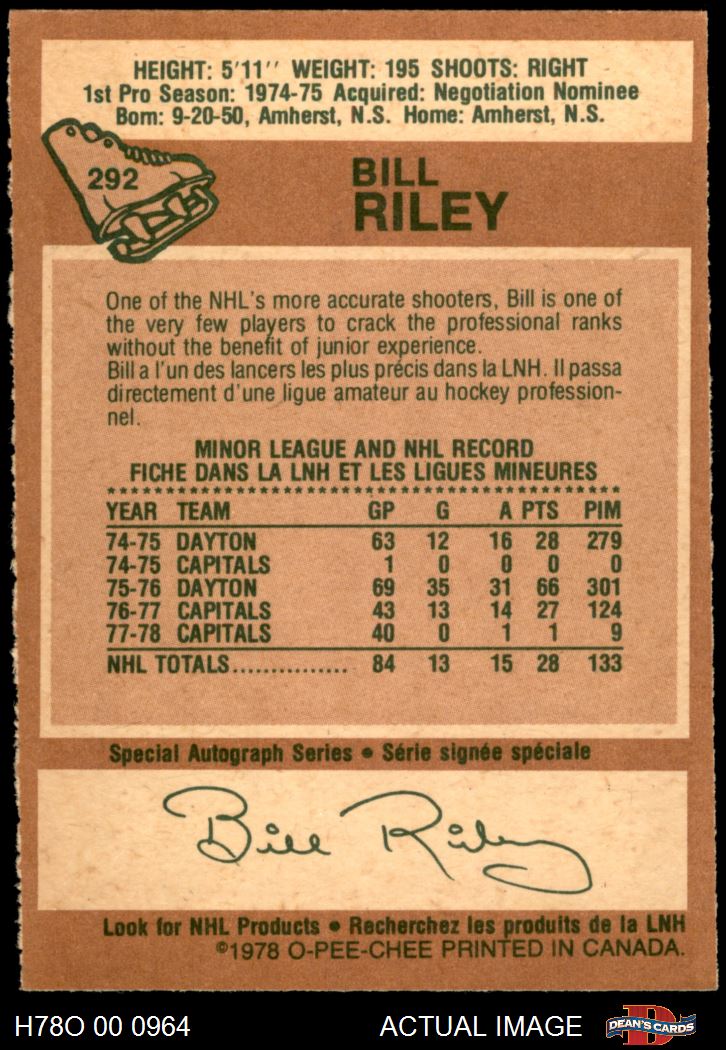 HEIGHT: 5'11'' WEIGHT: 195 SHOOTS: RIGHT
1st Pro Season: 1974-75 Acquired: Negotiation Nominee
Born: 9-20-50, Amherst, N.S. Home: Amherst, N.S.
292
BILL
RILEY
One of the NHL's more accurate shooters, Bill is one of
the very few players to crack the professional ranks
without the benefit of junior experience.
Bill a l'un des lancers les plus précis dans la LNH. Il passa
directement d'une ligue amateur au hockey profession-
nel.
MINOR LEAGUE AND NHL RECORD
FICHE DANS LA LNH ET LES LIGUES MINEURES
YEAR TEAM GP G A PTS PIM
74-75 DAYTON 63 12 16 28 279
74-75 CAPITALS 1 0 0 0 0
75-76 DAYTON 69 35 31 66 301
76-77 CAPITALS 43 13 14 27 124
77-78 CAPITALS 40 0 1 1 9
NHL TOTALS............... 84 13 15 28 133
Special Autograph Series • Série signée spéciale
Bill Riley
Look for NHL Products • Recherchez les produits de la LNH
©1978 O-PEE-CHEE PRINTED IN CANADA.
H78O 00 0964 ACTUAL IMAGE D DEAN'S CARDS